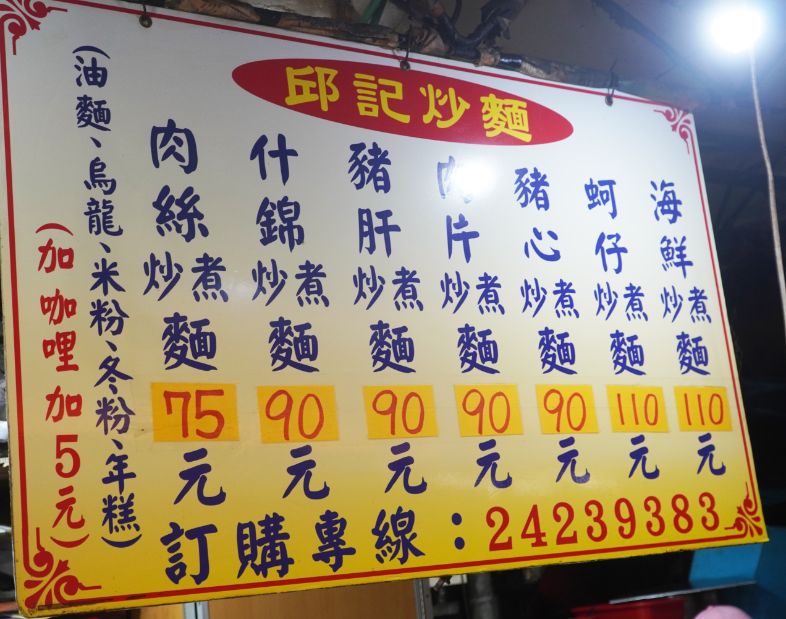 邱記炒麵
海鮮炒煮麵110元
蚵仔炒煮麵110元
豬心炒煮麵90元
肉片炒煮麵90元
豬肝炒煮麵90元
什錦炒煮麵90元
肉絲炒煮麵75元
(油麵、烏龍、米粉、冬粉、年糕)
(加咖哩加5元)
訂購專線：24239383